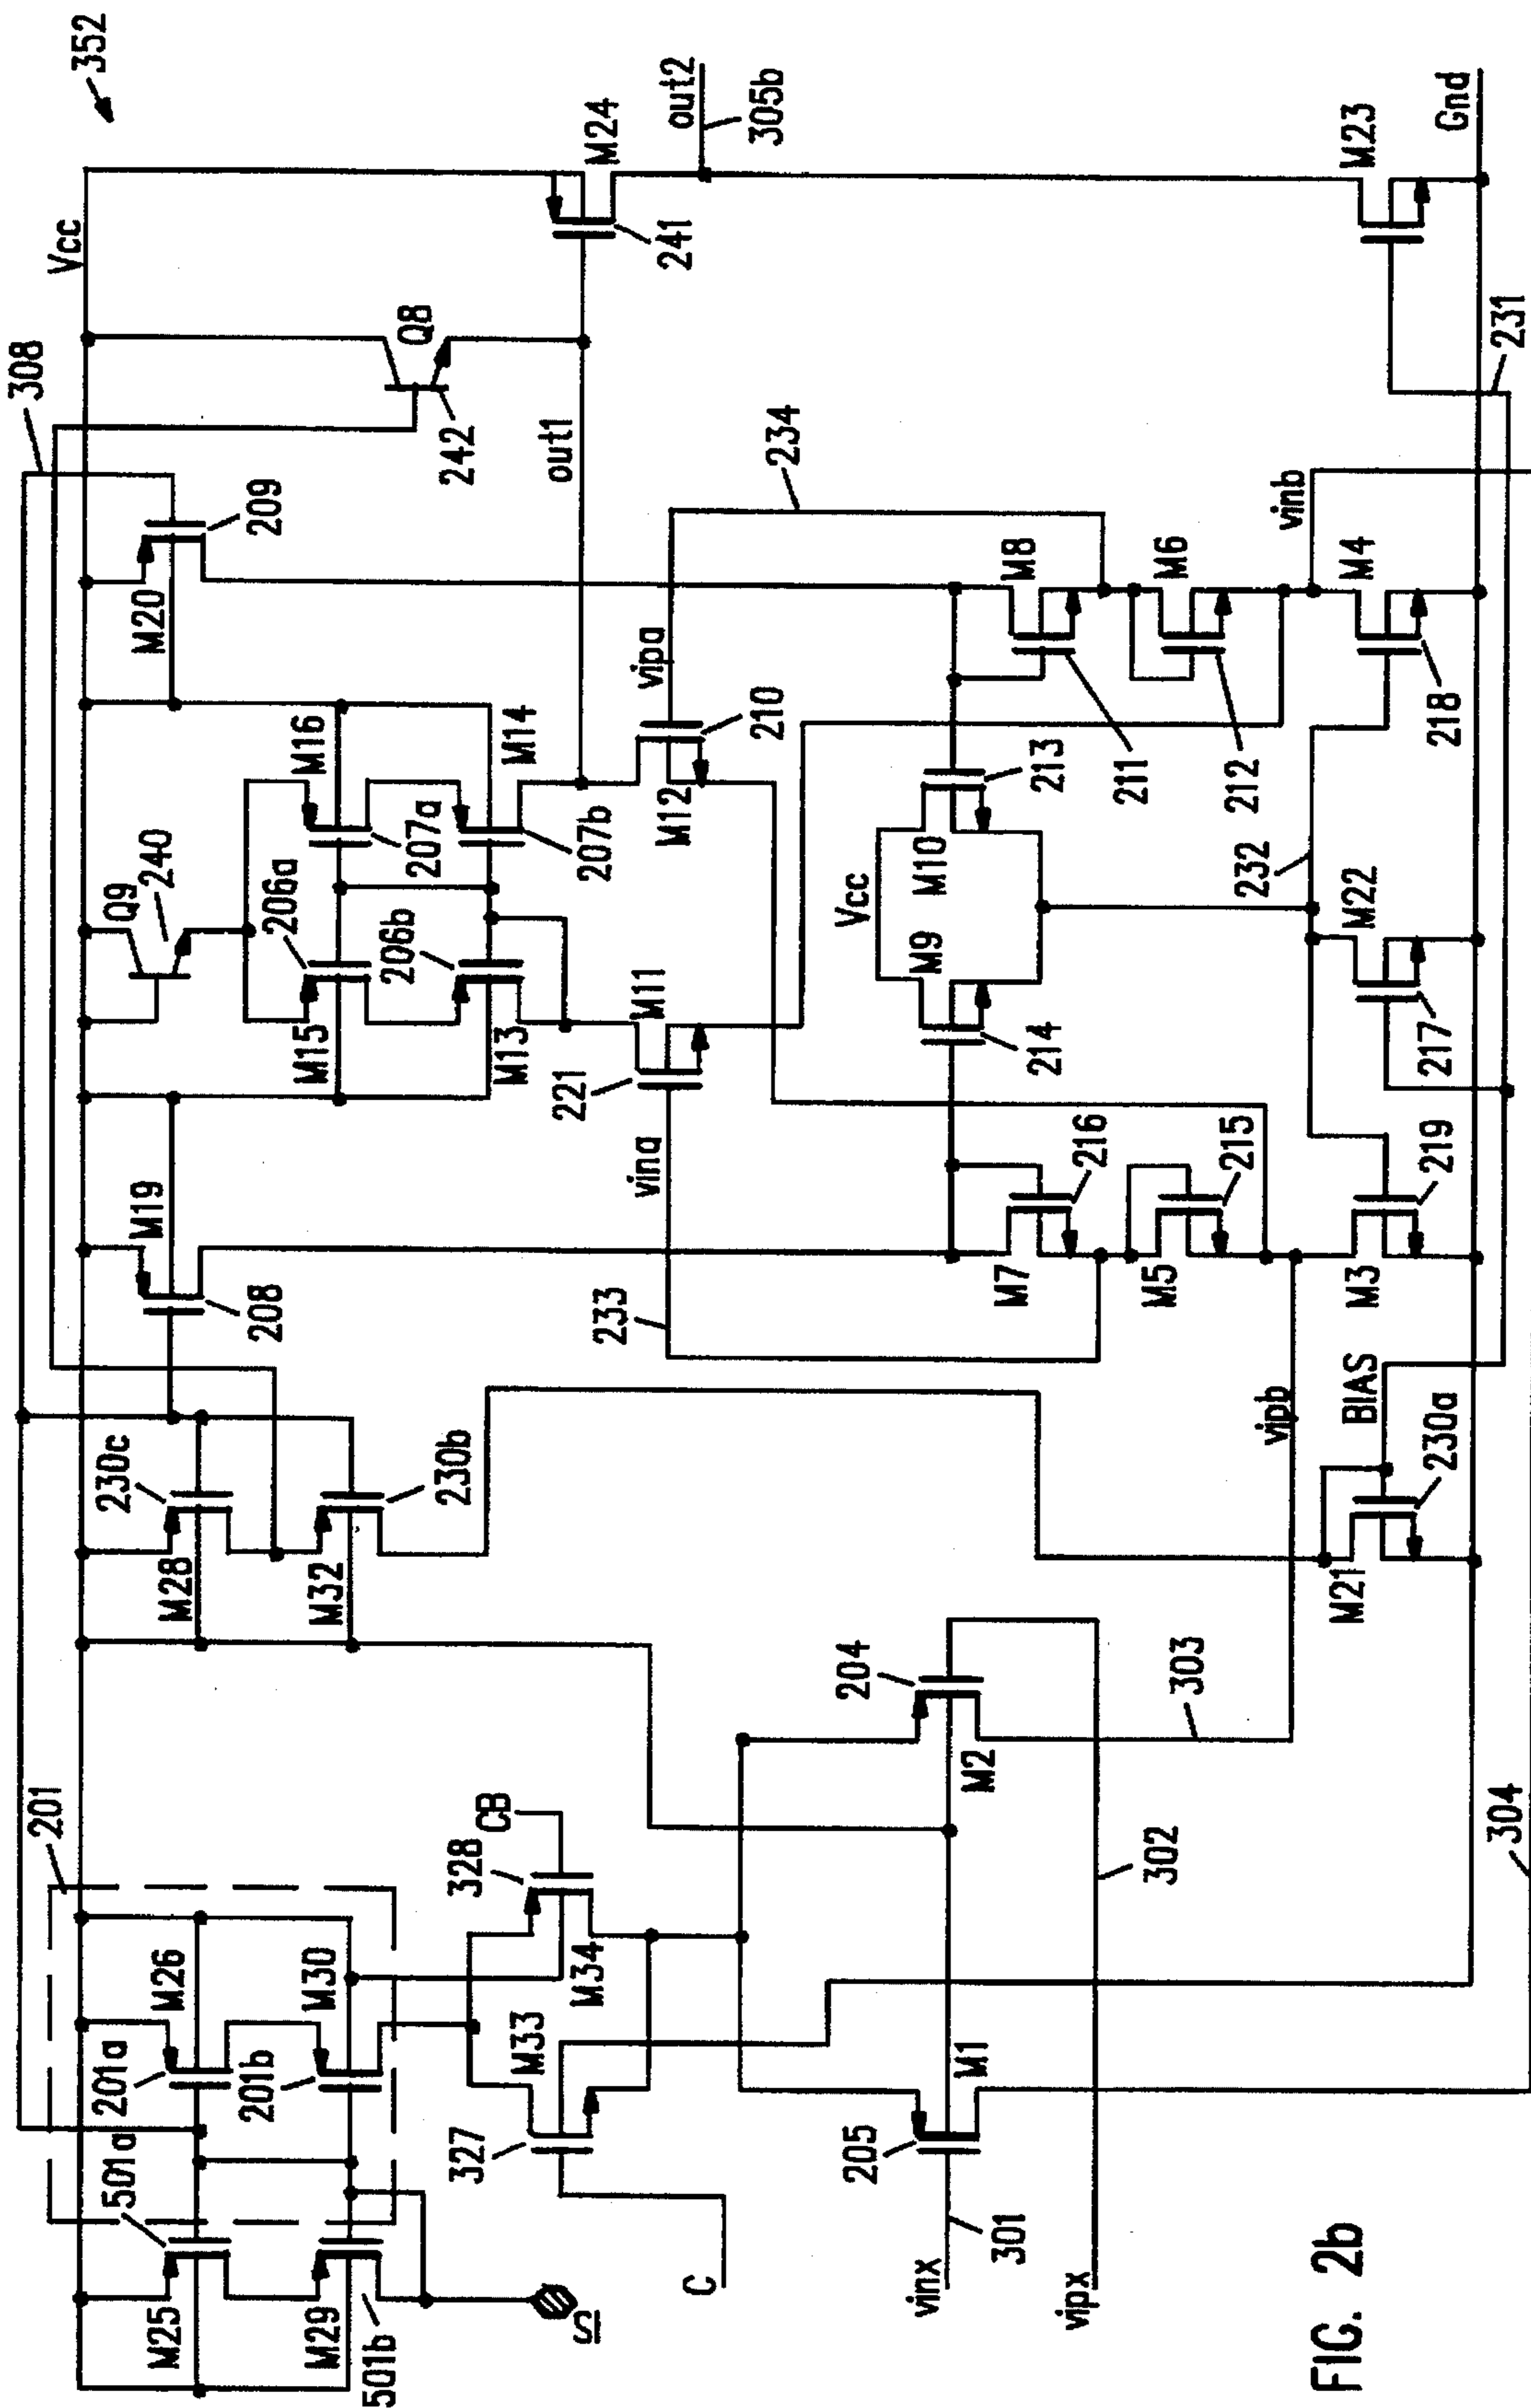 352
308
Vcc
201
M25
501a
201a
M26
M29
501b
201b
M30
S
230c
M28
M32
230b
M19
208
Q9
240
206a
M15
M16
207a
206b
M13
M14
207b
M20
209
Q8
242
out1
M24
241
out2
305b
CB
328
M34
M33
327
C
vina
233
221
M11
vipa
210
M12
234
204
M2
303
205
M1
vinx
301
vipx
302
304
Vcc
M9
M10
214
213
M7
216
M5
215
M8
211
M6
212
vipb
vinb
BIAS
M21
230a
M3
219
M22
217
232
M4
218
M23
231
Gnd
FIG. 2b